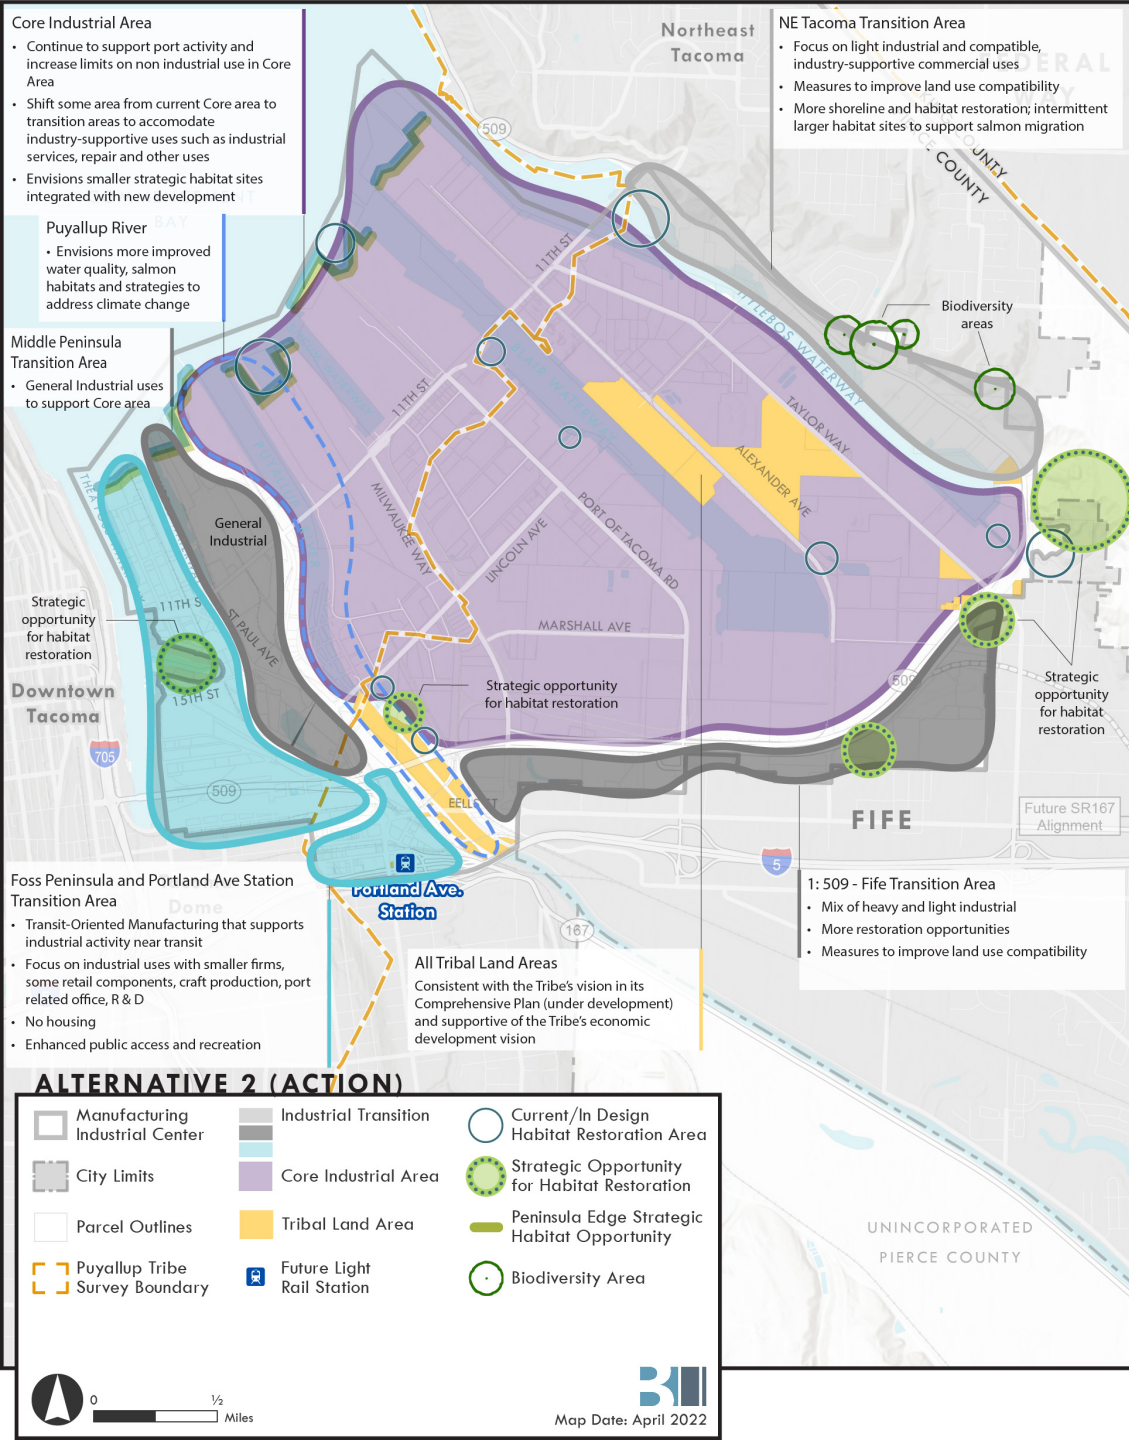 Core Industrial Area
• Continue to support port activity and
increase limits on non industrial use in Core
Area
• Shift some area from current Core area to
transition areas to accomodate
industry-supportive uses such as industrial
services, repair and other uses
• Envisions smaller strategic habitat sites
integrated with new development
BAY
Puyallup River
• Envisions more improved
water quality, salmon
habitats and strategies to
address climate change
Middle Peninsula
Transition Area
• General Industrial uses
to support Core area
Northeast
Tacoma
NE Tacoma Transition Area
• Focus on light industrial and compatible,
industry-supportive commercial uses
• Measures to improve land use compatibility
• More shoreline and habitat restoration; intermittent
larger habitat sites to support salmon migration
FEDERAL
WAY
KING COUNTY
PIERCE COUNTY
509
11TH ST
Biodiversity
areas
WATERWAY
11TH ST
TAYLOR WAY
ALEXANDER AVE
PORT OF TACOMA RD
MILWAUKEE WAY
LINCOLN AVE
MARSHALL AVE
General
Industrial
ST PAUL AVE
11TH S
15TH ST
Strategic
opportunity
for habitat
restoration
Downtown
Tacoma
705
509
Strategic opportunity
for habitat restoration
509
Strategic
opportunity
for habitat
restoration
EELLS ST
FIFE
Future SR167
Alignment
5
Portland Ave.
Station
167
Foss Peninsula and Portland Ave Station
Transition Area
• Transit-Oriented Manufacturing that supports
industrial activity near transit
• Focus on industrial uses with smaller firms,
some retail components, craft production, port
related office, R & D
• No housing
• Enhanced public access and recreation
Dome
All Tribal Land Areas
Consistent with the Tribe's vision in its
Comprehensive Plan (under development)
and supportive of the Tribe's economic
development vision
1: 509 - Fife Transition Area
• Mix of heavy and light industrial
• More restoration opportunities
• Measures to improve land use compatibility
UNINCORPORATED
PIERCE COUNTY
ALTERNATIVE 2 (ACTION)
Manufacturing
Industrial Center
City Limits
Parcel Outlines
Puyallup Tribe
Survey Boundary
Industrial Transition
Core Industrial Area
Tribal Land Area
Future Light
Rail Station
Current/In Design
Habitat Restoration Area
Strategic Opportunity
for Habitat Restoration
Peninsula Edge Strategic
Habitat Opportunity
Biodiversity Area
0 ½
Miles
Map Date: April 2022